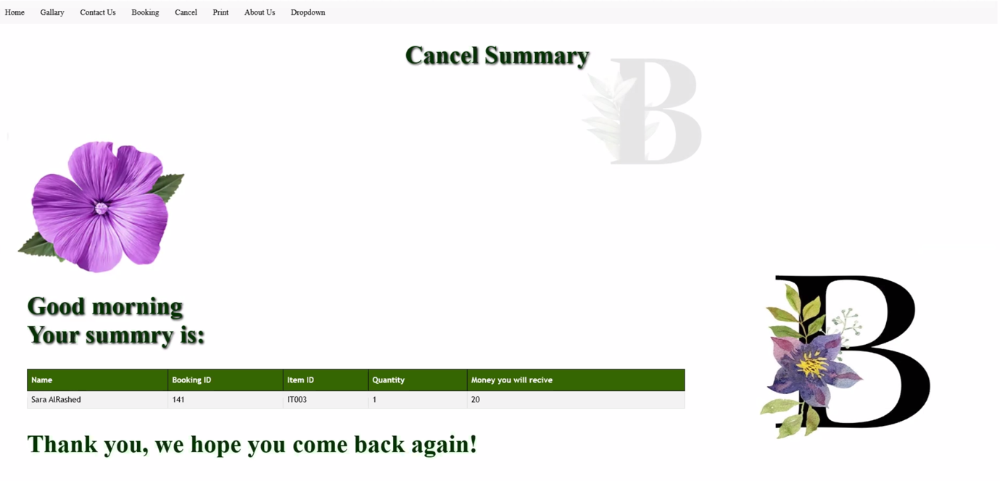 Home Gallary Contact Us Booking Cancel Print About Us Dropdown
Cancel Summary
B
Good morning
Your summry is:
B
Name Booking ID Item ID Quantity Money you will recive
Sara AlRashed 141 IT003 1 20
Thank you, we hope you come back again!